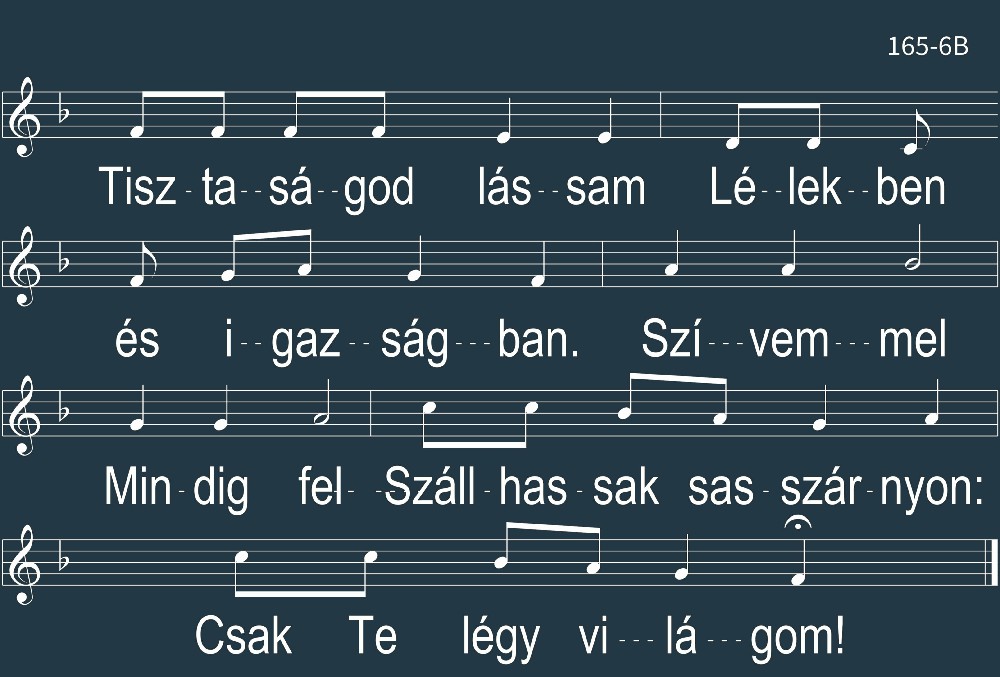 165-6B
Tisz - ta - - sá - - god lás - - sam Lé - - lek - - ben
és i - - gaz - - ság - - - ban. Szí - - - vem - - - mel
Min - dig fel- -Száll - has - sak sas - szár - nyon:
Csak Te légy vi - - - lá - - - gom!